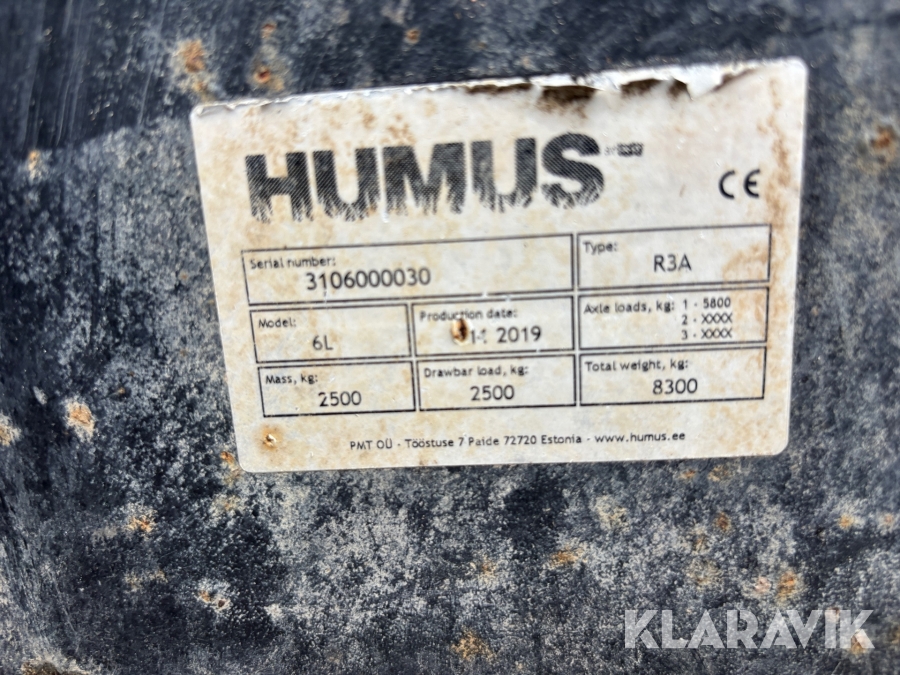 HUMUS
CE
Serial number:
3106000030
Type:
R3A
Model:
6L
Production date:
2019
Axle loads, kg: 1 - 5800
2 - XXXX
3 - XXXX
Mass, kg:
2500
Drawbar load, kg:
2500
Total weight, kg:
8300
PMT OÜ - Tööstuse 7 Paide 72720 Estonia - www.humus.ee
KLARAVIK